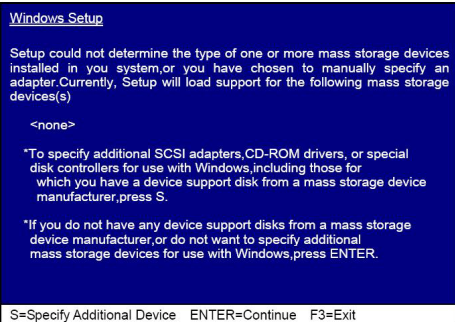 Windows Setup
Setup could not determine the type of one or more mass storage devices
installed in you system,or you have chosen to manually specify an
adapter.Currently, Setup will load support for the following mass storage
devices(s)
<none>
*To specify additional SCSI adapters,CD-ROM drivers, or special
disk controllers for use with Windows,including those for
which you have a device support disk from a mass storage device
manufacturer,press S.
*If you do not have any device support disks from a mass storage
device manufacturer,or do not want to specify additional
mass storage devices for use with Windows,press ENTER.
S=Specify Additional Device ENTER=Continue F3=Exit